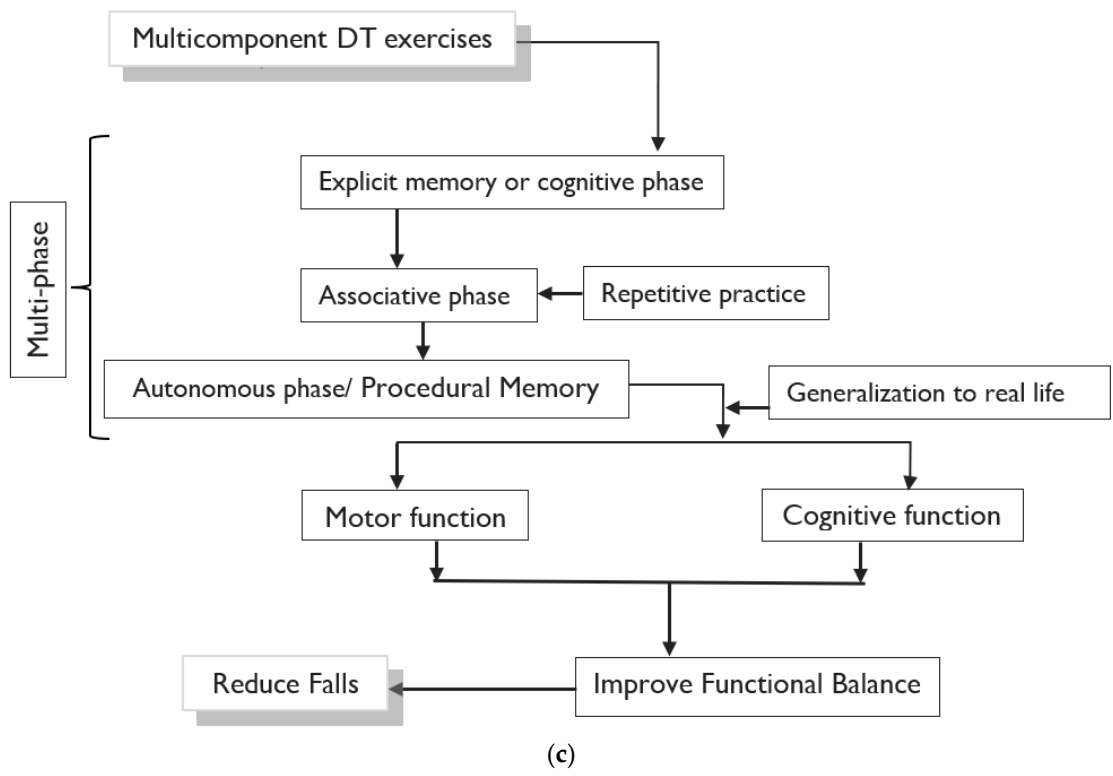 Multicomponent DT exercises
Multi-phase
Explicit memory or cognitive phase
Associative phase
Repetitive practice
Autonomous phase/ Procedural Memory
Generalization to real life
Motor function
Cognitive function
Reduce Falls
Improve Functional Balance
(c)